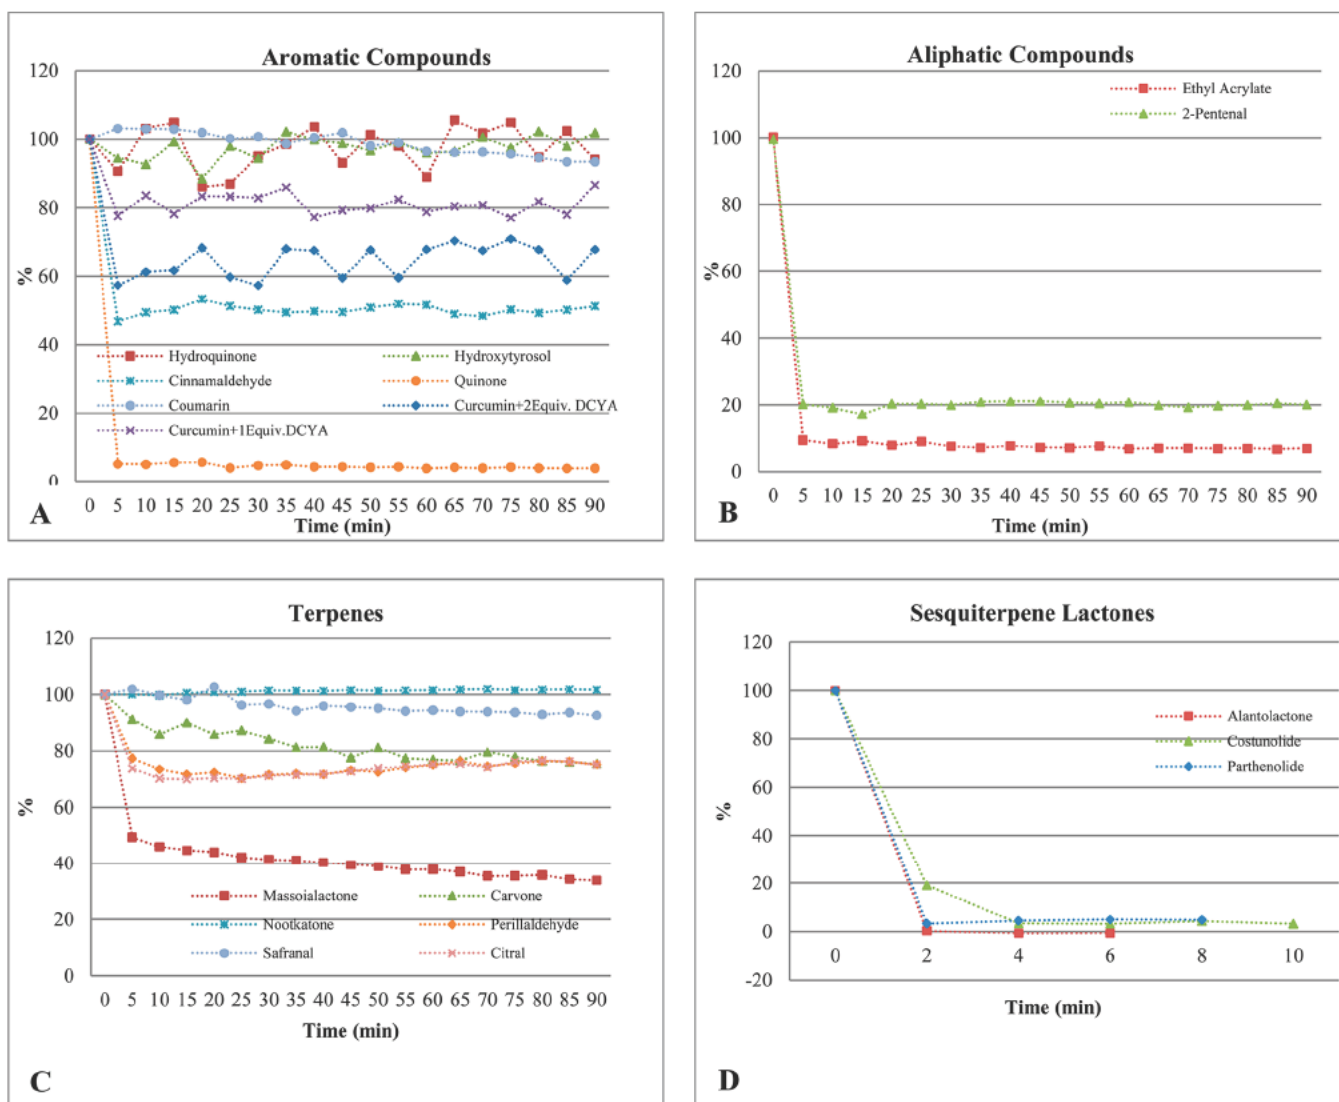 Aromatic Compounds
120
100
80
60
40
20
0
%
Hydroquinone
Hydroxytyrosol
Cinnamaldehyde
Quinone
Coumarin
Curcumin+2Equiv. DCYA
Curcumin+1Equiv.DCYA
0 5 10 15 20 25 30 35 40 45 50 55 60 65 70 75 80 85 90
Time (min)
A
Aliphatic Compounds
120
100
80
60
40
20
0
%
Ethyl Acrylate
2-Pentenal
0 5 10 15 20 25 30 35 40 45 50 55 60 65 70 75 80 85 90
Time (min)
B
Terpenes
120
100
80
60
40
20
0
%
Massoialactone
Carvone
Nootkatone
Perillaldehyde
Safranal
Citral
0 5 10 15 20 25 30 35 40 45 50 55 60 65 70 75 80 85 90
Time (min)
C
Sesquiterpene Lactones
120
100
80
60
40
20
0
-20
%
Alantolactone
Costunolide
Parthenolide
0 2 4 6 8 10
Time (min)
D